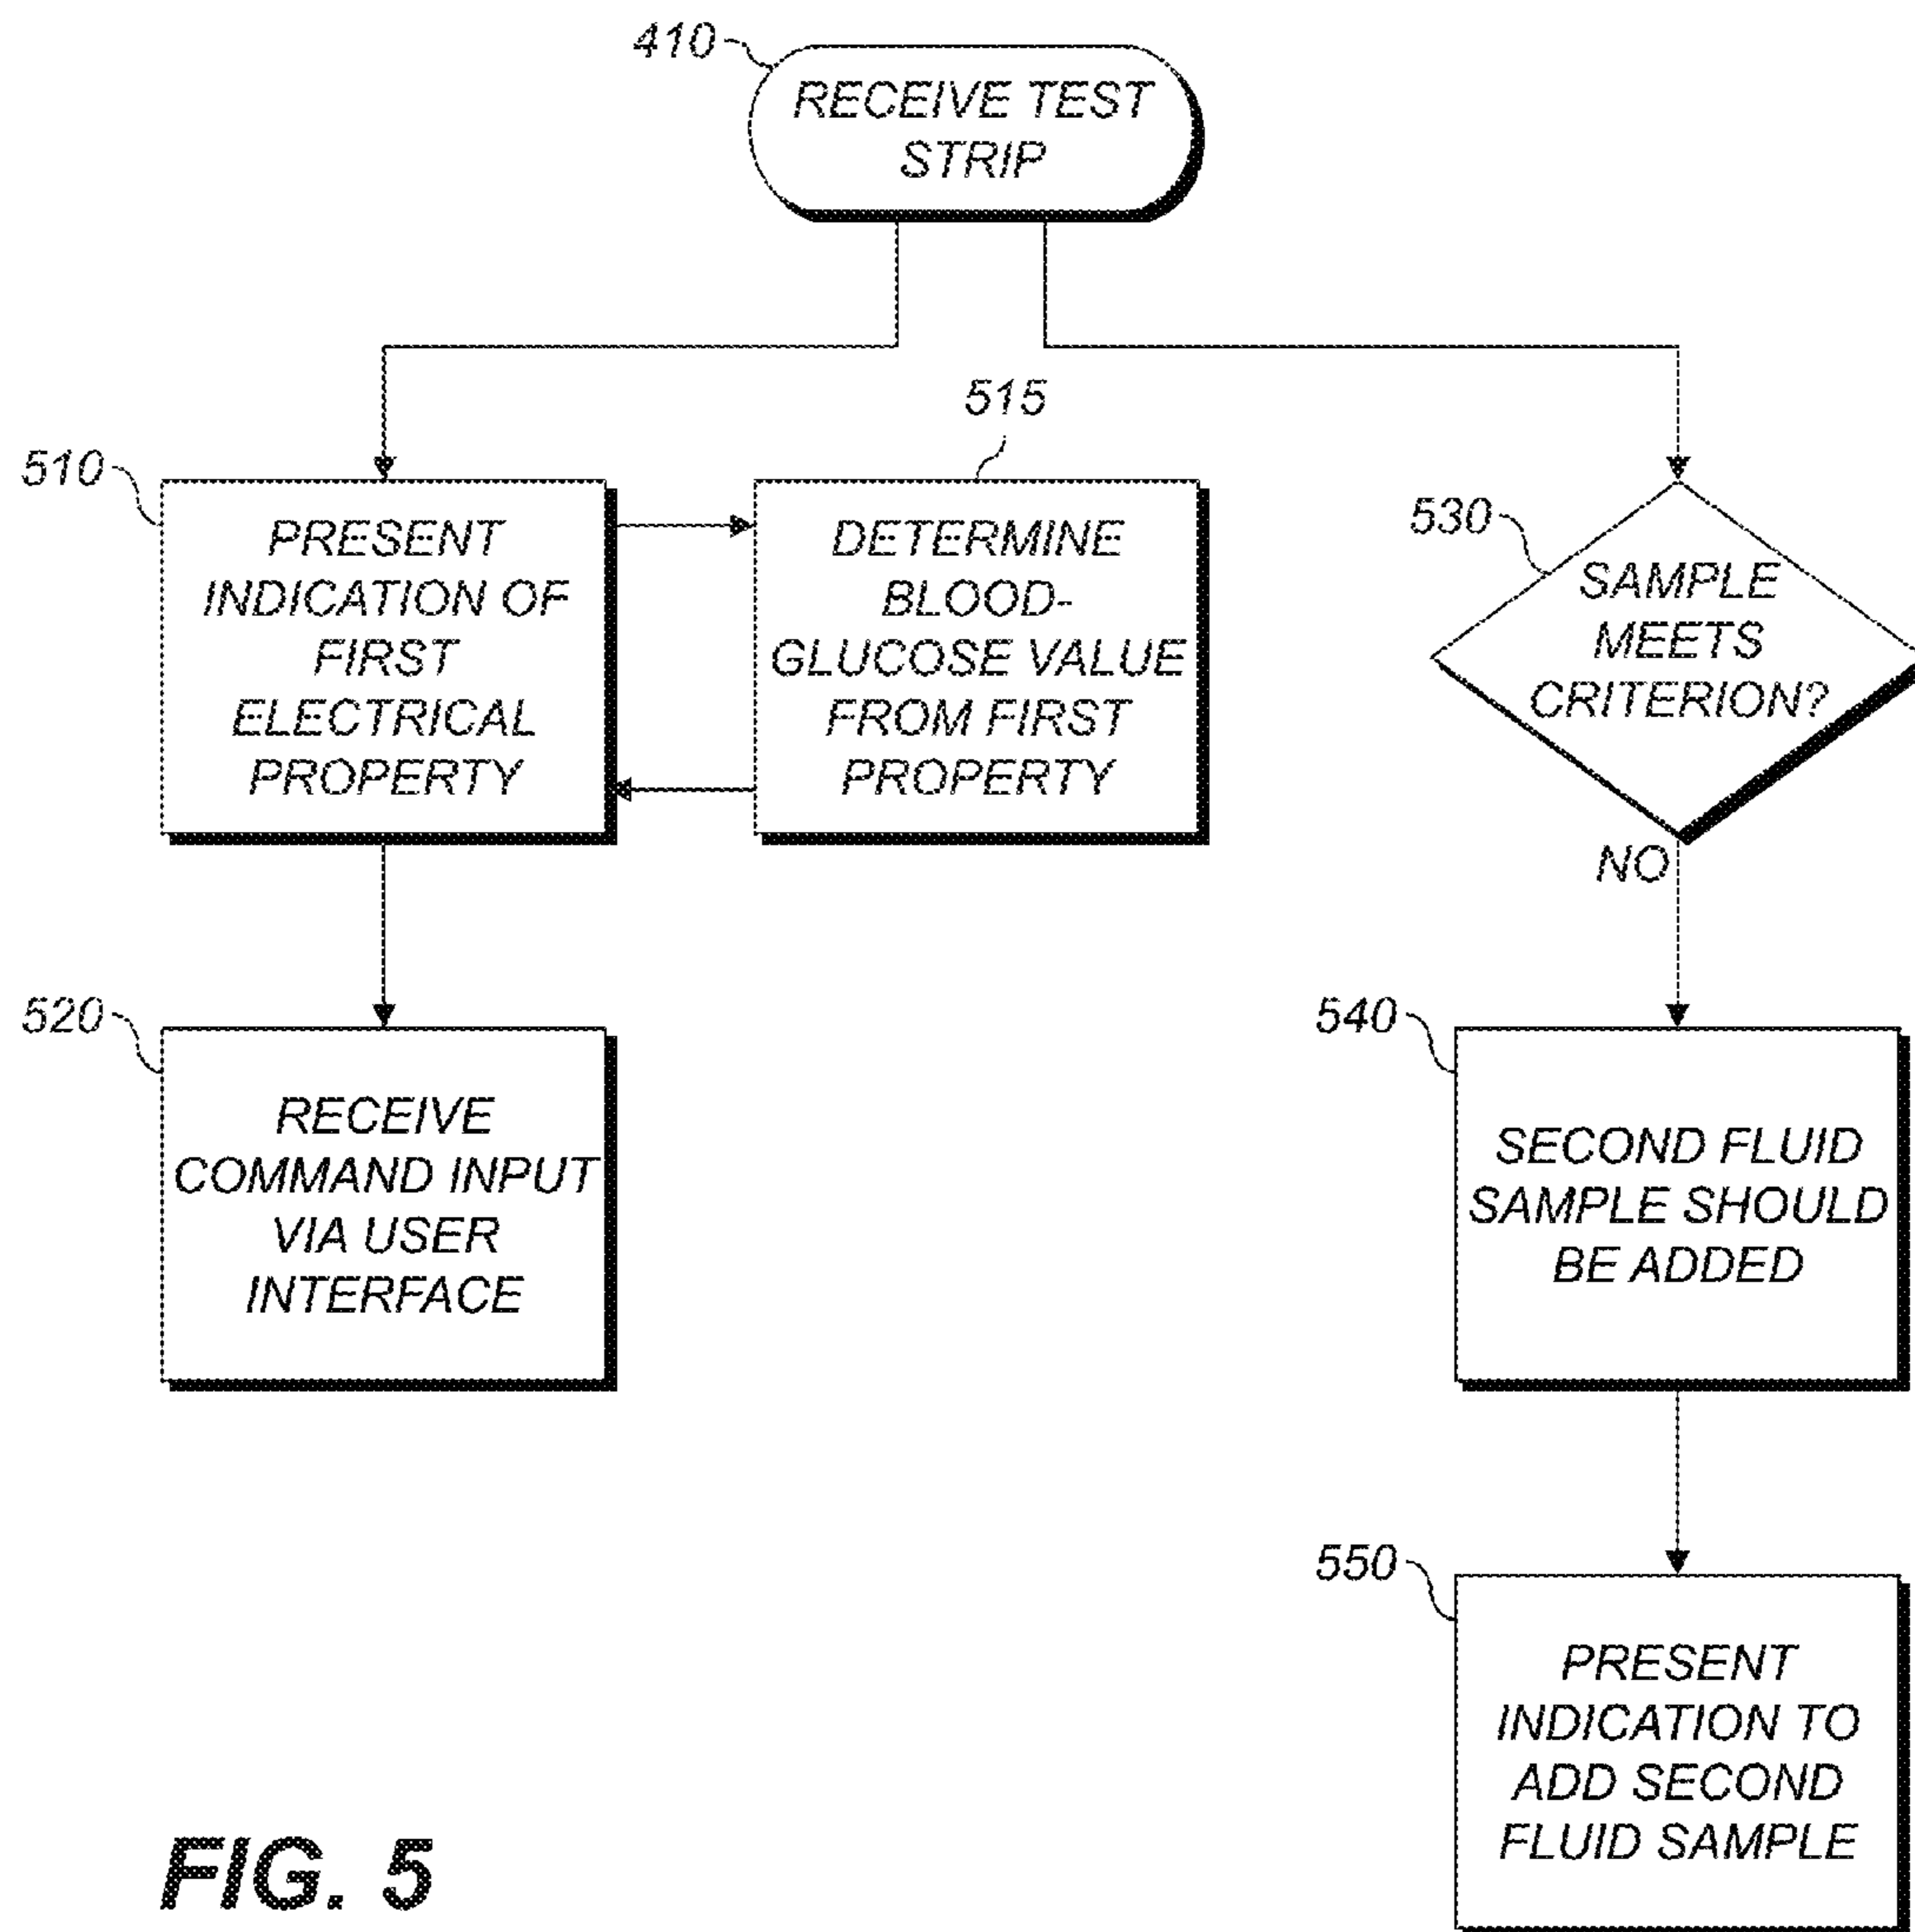 410
RECEIVE TEST
STRIP
510
PRESENT
INDICATION OF
FIRST
ELECTRICAL
PROPERTY
515
DETERMINE
BLOOD-
GLUCOSE VALUE
FROM FIRST
PROPERTY
530
SAMPLE
MEETS
CRITERION?
NO
520
RECEIVE
COMMAND INPUT
VIA USER
INTERFACE
540
SECOND FLUID
SAMPLE SHOULD
BE ADDED
550
PRESENT
INDICATION TO
ADD SECOND
FLUID SAMPLE
FIG. 5